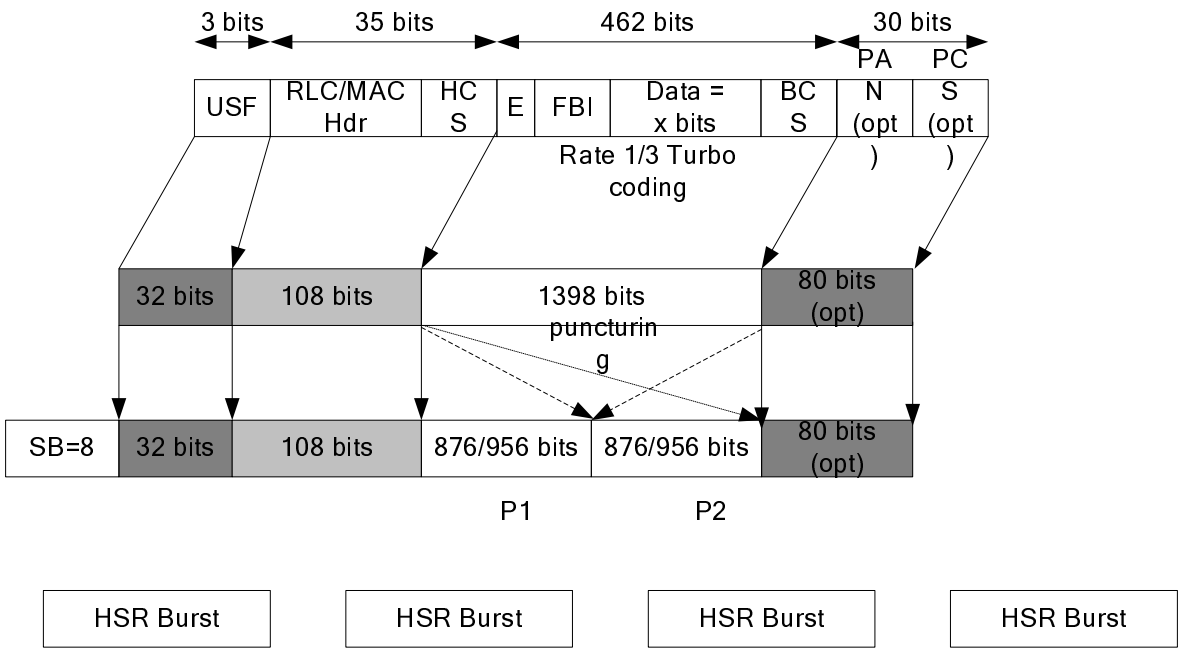 3 bits 35 bits 462 bits 30 bits
USF
RLC/MAC
Hdr
HC
S
E
FBI
Data =
x bits
BC
S
PA
N
(opt
)
PC
S
(opt
)
Rate 1/3 Turbo
coding
32 bits
108 bits
1398 bits
80 bits
(opt)
puncturin
g
SB=8
32 bits
108 bits
876/956 bits
876/956 bits
80 bits
(opt)
P1 P2
HSR Burst HSR Burst HSR Burst HSR Burst